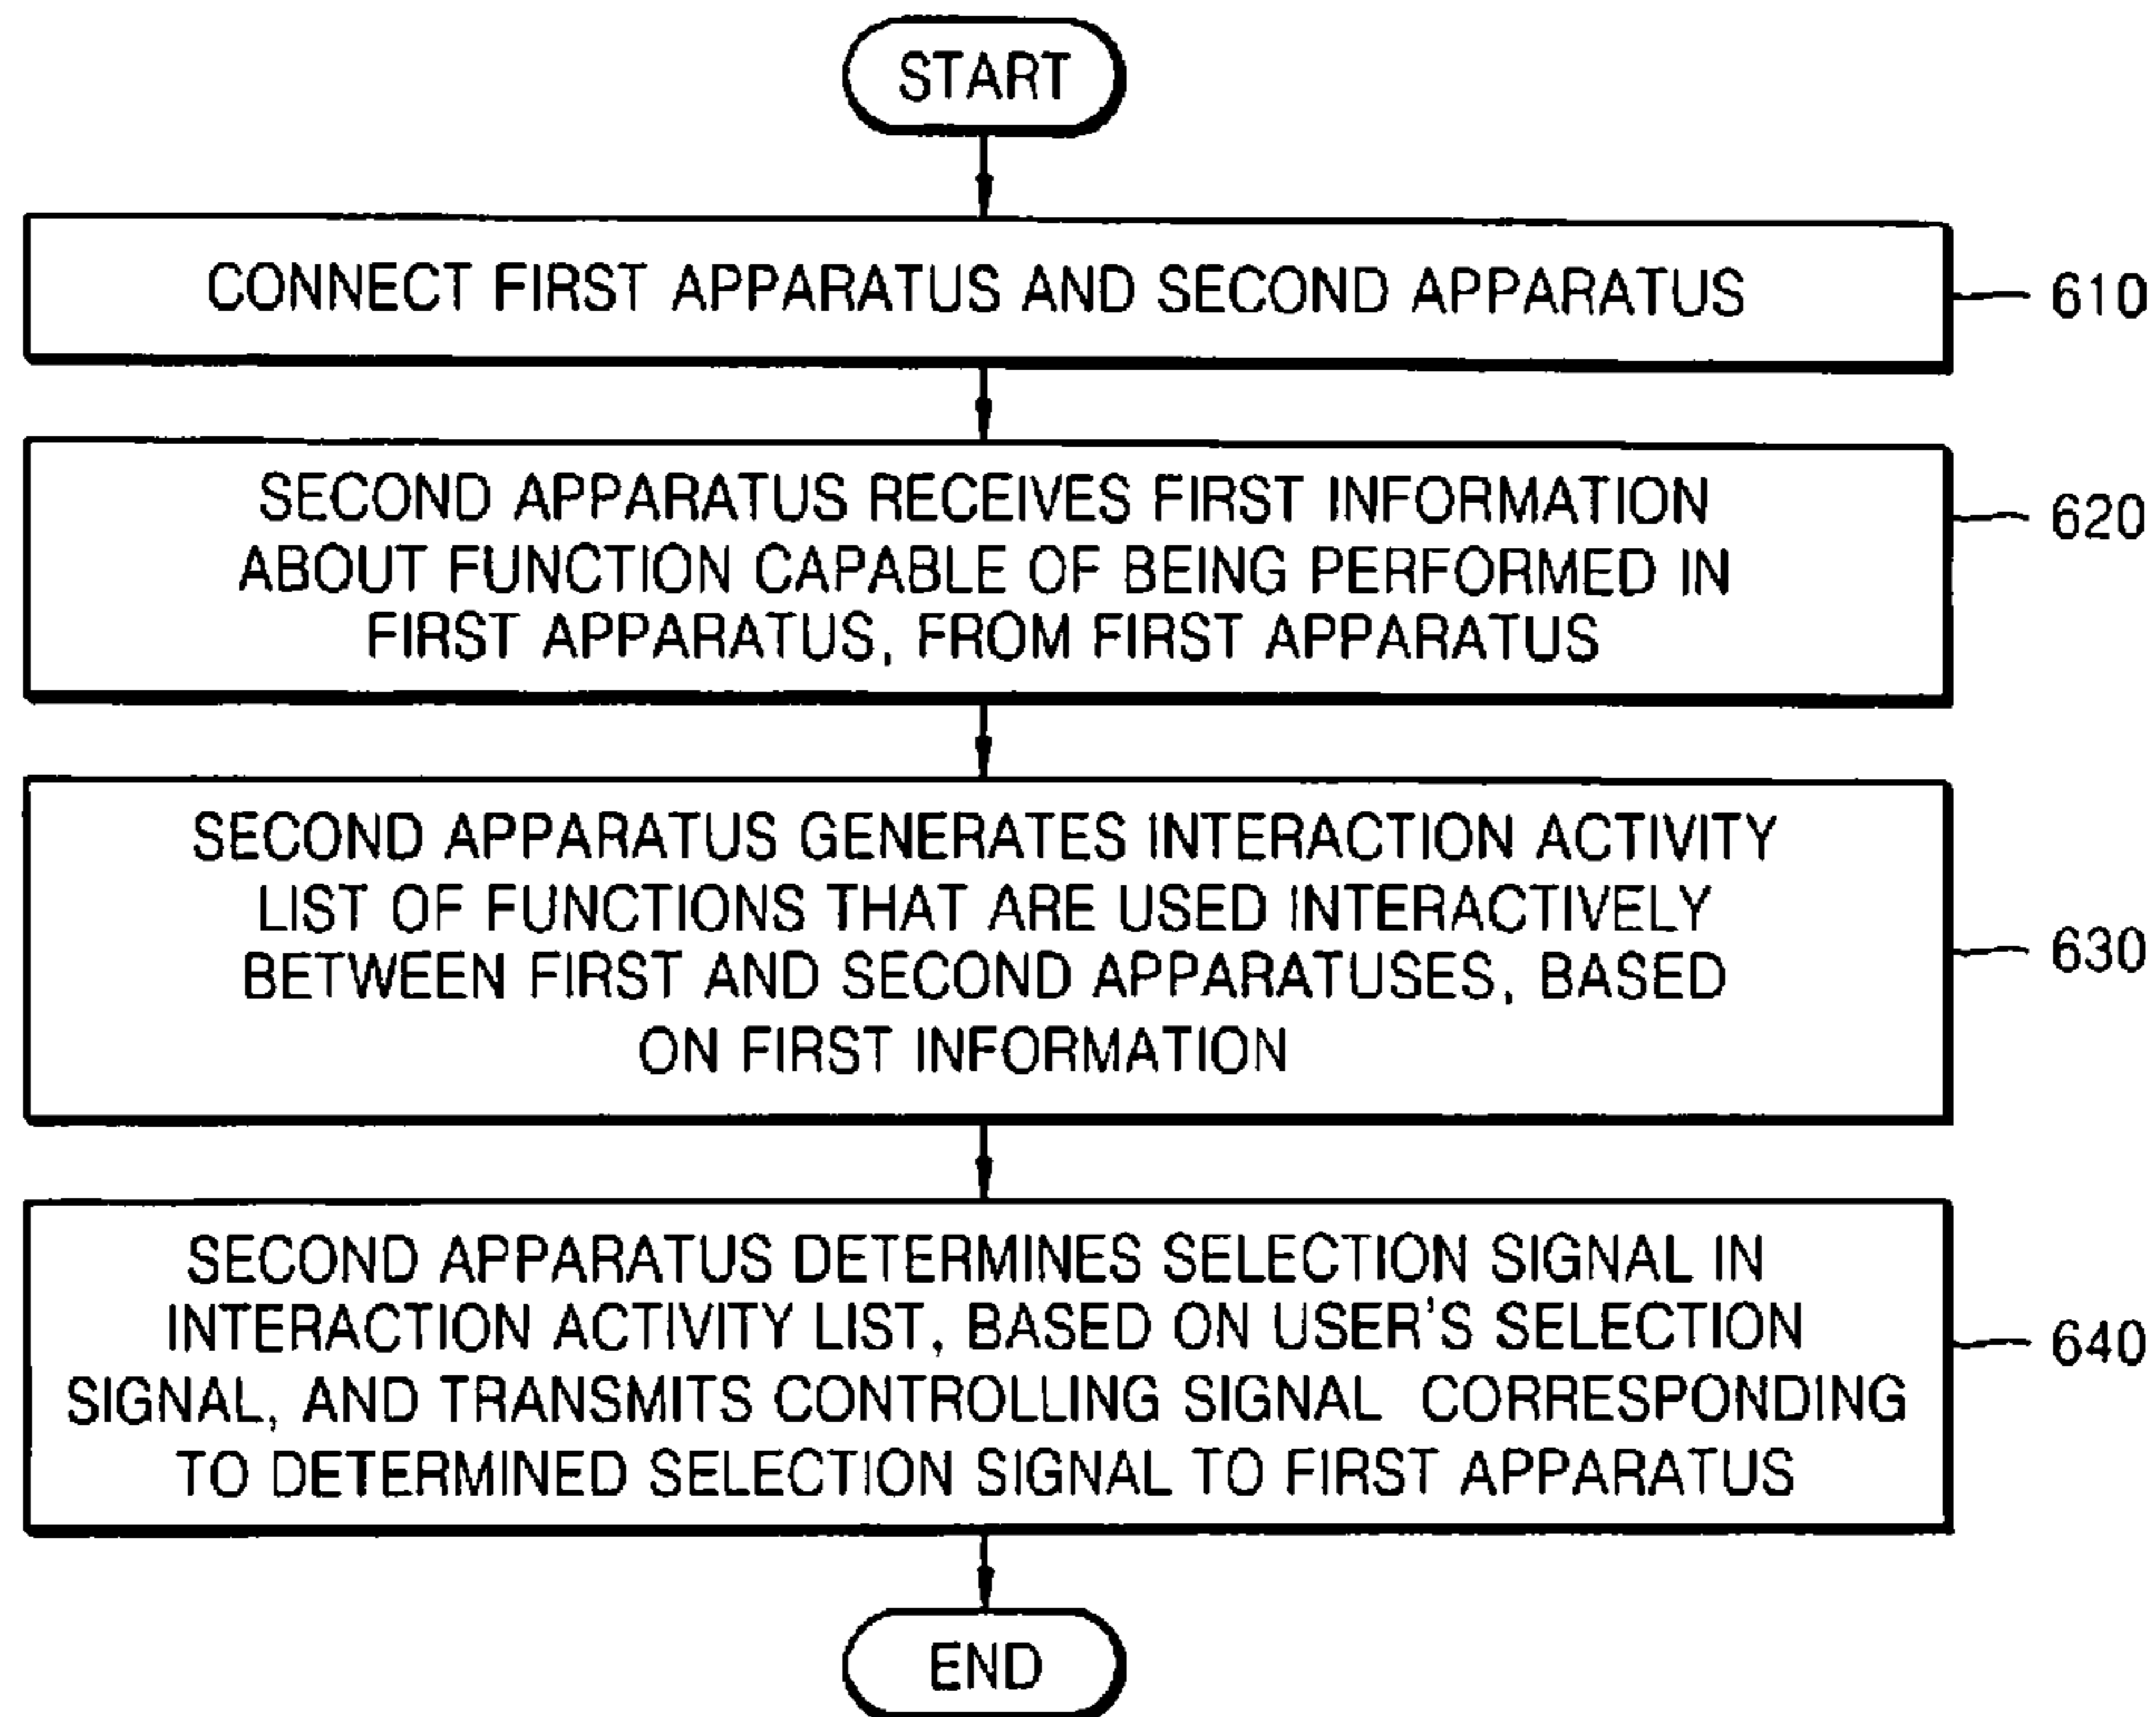 START
CONNECT FIRST APPARATUS AND SECOND APPARATUS
610
SECOND APPARATUS RECEIVES FIRST INFORMATION
ABOUT FUNCTION CAPABLE OF BEING PERFORMED IN
FIRST APPARATUS, FROM FIRST APPARATUS
620
SECOND APPARATUS GENERATES INTERACTION ACTIVITY
LIST OF FUNCTIONS THAT ARE USED INTERACTIVELY
BETWEEN FIRST AND SECOND APPARATUSES, BASED
ON FIRST INFORMATION
630
SECOND APPARATUS DETERMINES SELECTION SIGNAL IN
INTERACTION ACTIVITY LIST, BASED ON USER'S SELECTION
SIGNAL, AND TRANSMITS CONTROLLING SIGNAL CORRESPONDING
TO DETERMINED SELECTION SIGNAL TO FIRST APPARATUS
640
END